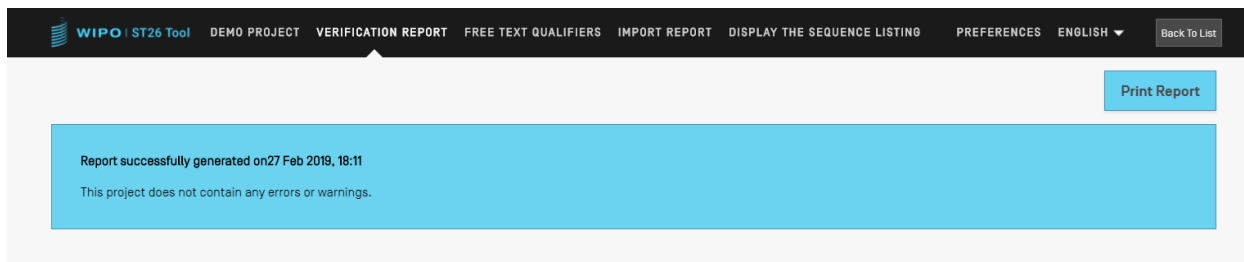 WIPO | ST26 Tool DEMO PROJECT VERIFICATION REPORT FREE TEXT QUALIFIERS IMPORT REPORT DISPLAY THE SEQUENCE LISTING PREFERENCES ENGLISH Back To List
Print Report
Report successfully generated on27 Feb 2019, 18:11
This project does not contain any errors or warnings.